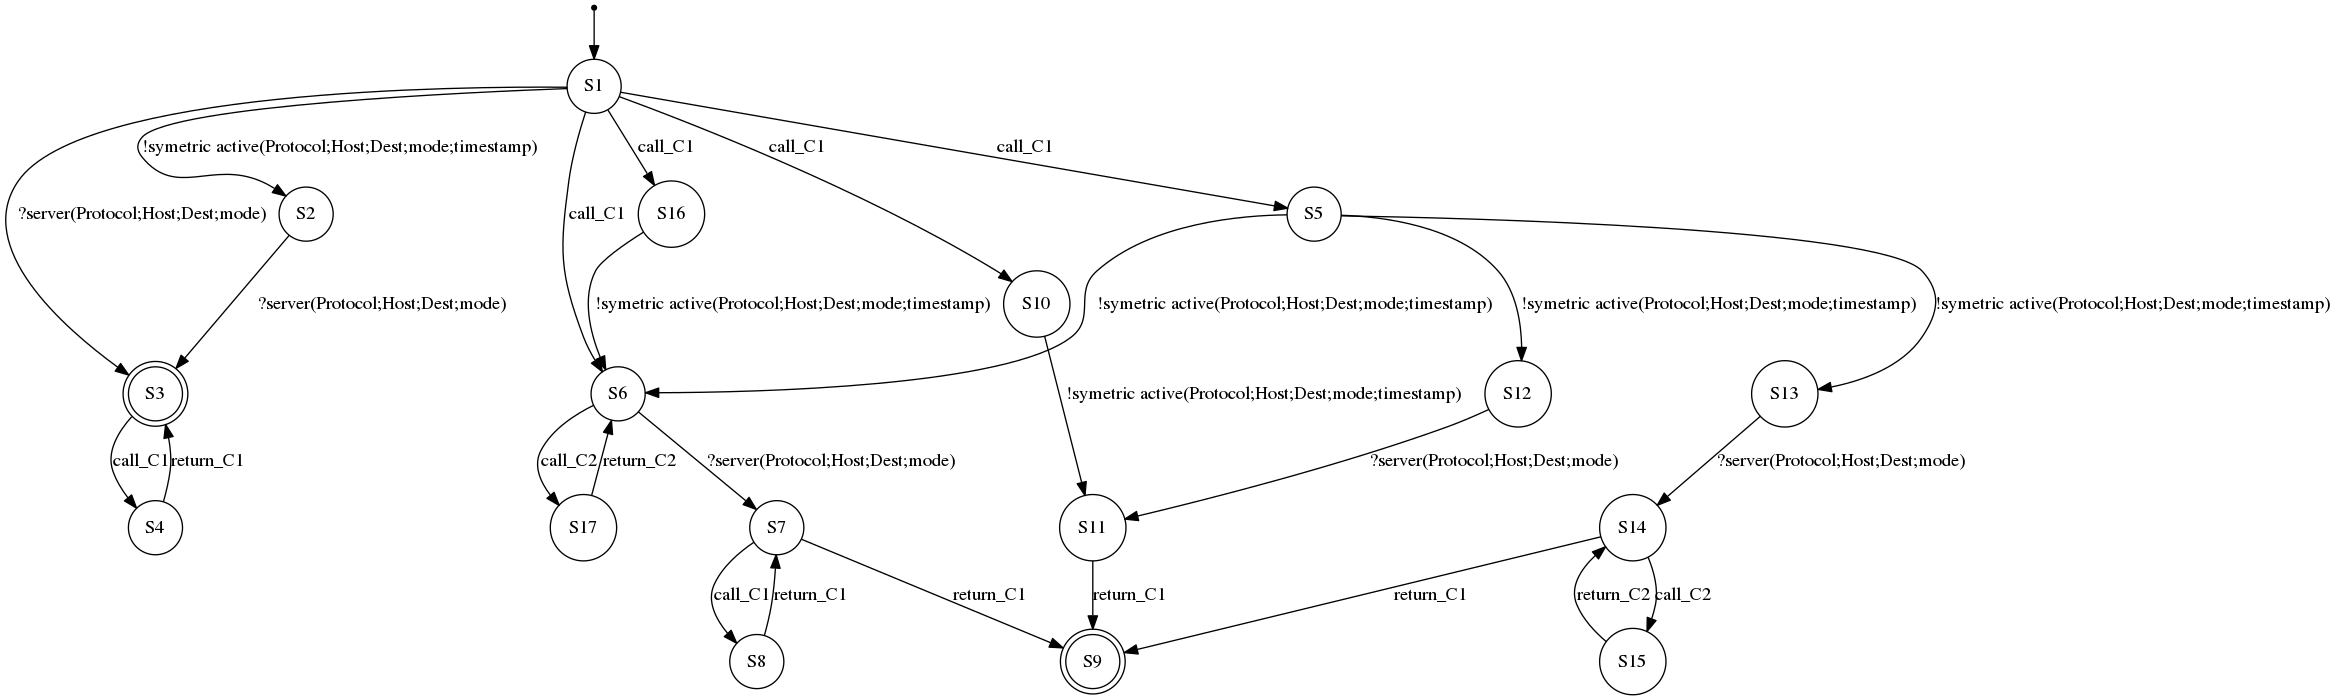 S1
!symetric active(Protocol;Host;Dest;mode;timestamp)
call_C1
call_C1
call_C1
?server(Protocol;Host;Dest;mode)
S2
call_C1
S16
S5
?server(Protocol;Host;Dest;mode)
!symetric active(Protocol;Host;Dest;mode;timestamp)
S10
!symetric active(Protocol;Host;Dest;mode;timestamp)
!symetric active(Protocol;Host;Dest;mode;timestamp)
!symetric active(Protocol;Host;Dest;mode;timestamp)
S3
S6
!symetric active(Protocol;Host;Dest;mode;timestamp)
S12
S13
call_C1
return_C1
call_C2
return_C2
?server(Protocol;Host;Dest;mode)
?server(Protocol;Host;Dest;mode)
?server(Protocol;Host;Dest;mode)
S4
S17
S7
S11
S14
call_C1
return_C1
return_C1
return_C1
return_C1
return_C2
call_C2
S8
S9
S15